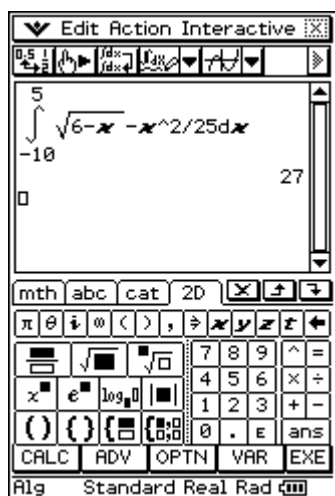 Edit Action Interactive
5
∫ √6-x -x^2/25dx
-10
27
mth abc cat 2D
π θ i ∞ ( ) , ⇒ x y z t ←
7 8 9 ^ =
4 5 6 × ÷
x e log
1 2 3 + -
( ) { } 0 . E ans
CALC ADV OPTN VAR EXE
Alg Standard Real Rad